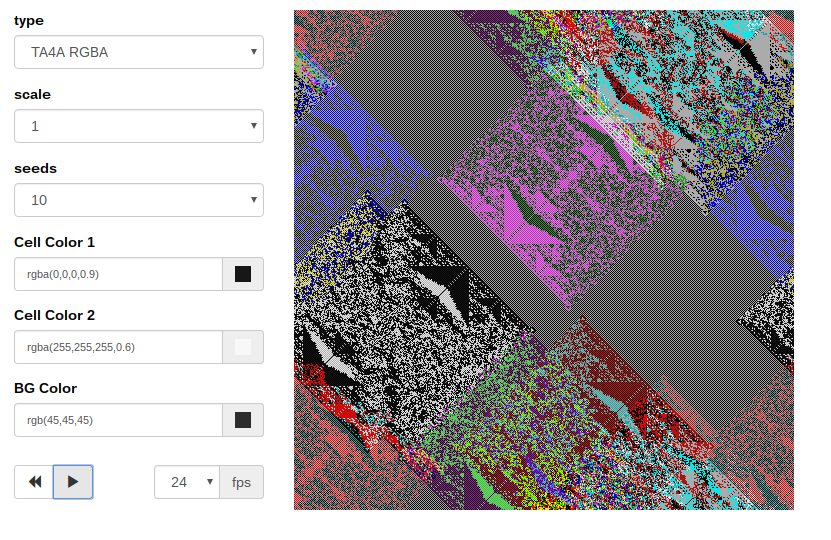 type
TA4A RGBA
scale
1
seeds
10
Cell Color 1
rgba(0,0,0,0.9)
Cell Color 2
rgba(255,255,255,0.6)
BG Color
rgb(45,45,45)
24 fps